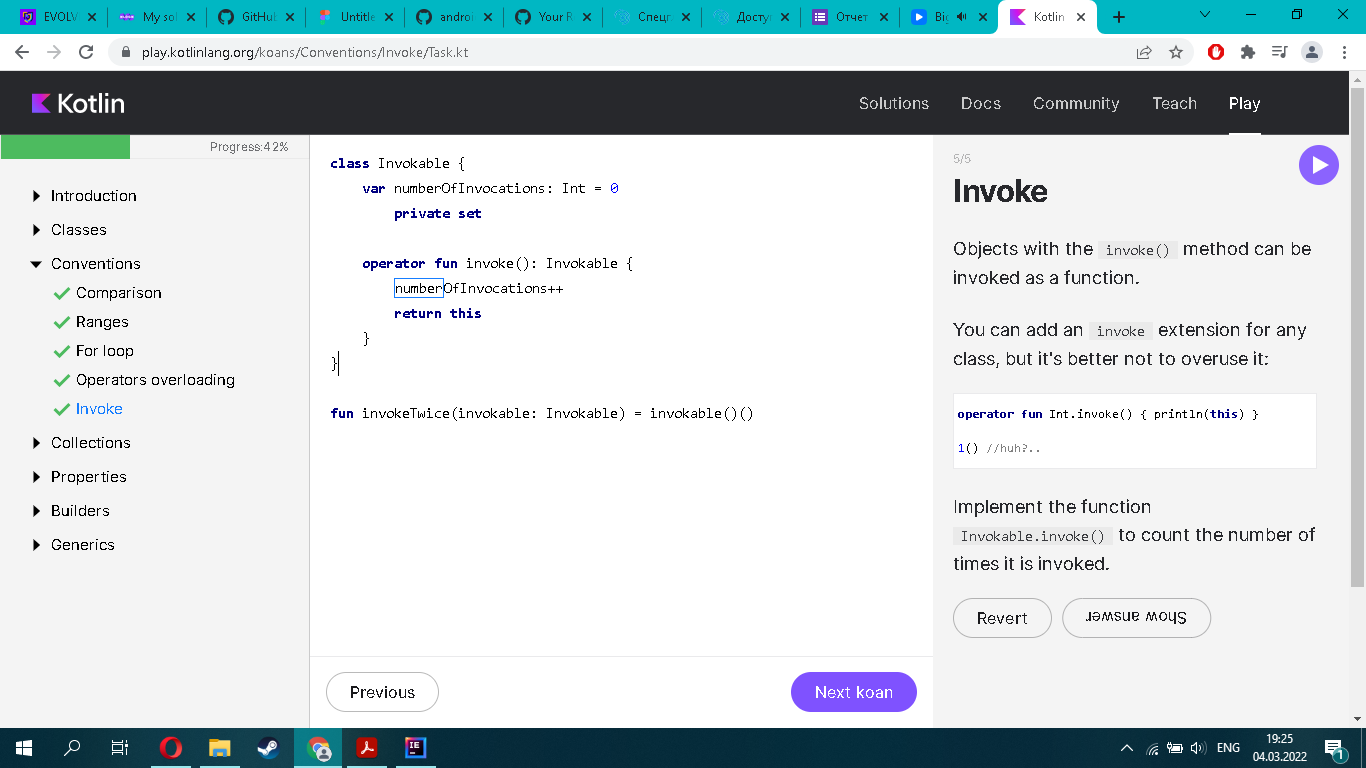 EVOLV
My sol
GitHub
Untitle
androi
Your R
Спецп
Досту
Отчет
Big
Kotlin
play.kotlinlang.org/koans/Conventions/Invoke/Task.kt
Kotlin
Solutions
Docs
Community
Teach
Play
Progress:42%
Introduction
Classes
Conventions
Comparison
Ranges
For loop
Operators overloading
Invoke
Collections
Properties
Builders
Generics
class Invokable {
    var numberOfInvocations: Int = 0
        private set
    operator fun invoke(): Invokable {
        numberOfInvocations++
        return this
    }
}
fun invokeTwice(invokable: Invokable) = invokable()()
Previous
Next koan
5/5
Invoke
Objects with the invoke() method can be
invoked as a function.
You can add an invoke extension for any
class, but it's better not to overuse it:
operator fun Int.invoke() { println(this) }
1() //huh?..
Implement the function
Invokable.invoke() to count the number of
times it is invoked.
Revert
Show answer
ENG
19:25
04.03.2022
1